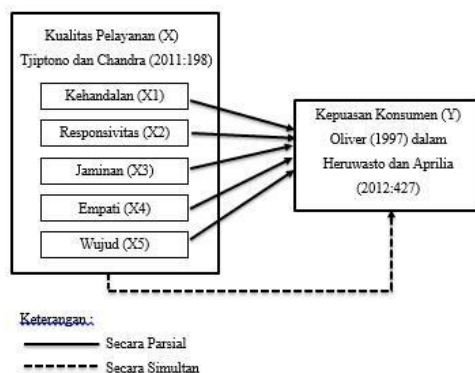 Kualitas Pelayanan (X)
Tjiptono dan Chandra (2011:198)
Kehandalan (X1)
Responsivitas (X2)
Jaminan (X3)
Empati (X4)
Wujud (X5)
Kepuasan Konsumen (Y)
Oliver (1997) dalam
Heruwasto dan Aprilia
(2012:427)
Keterangan :
Secara Parsial
Secara Simultan